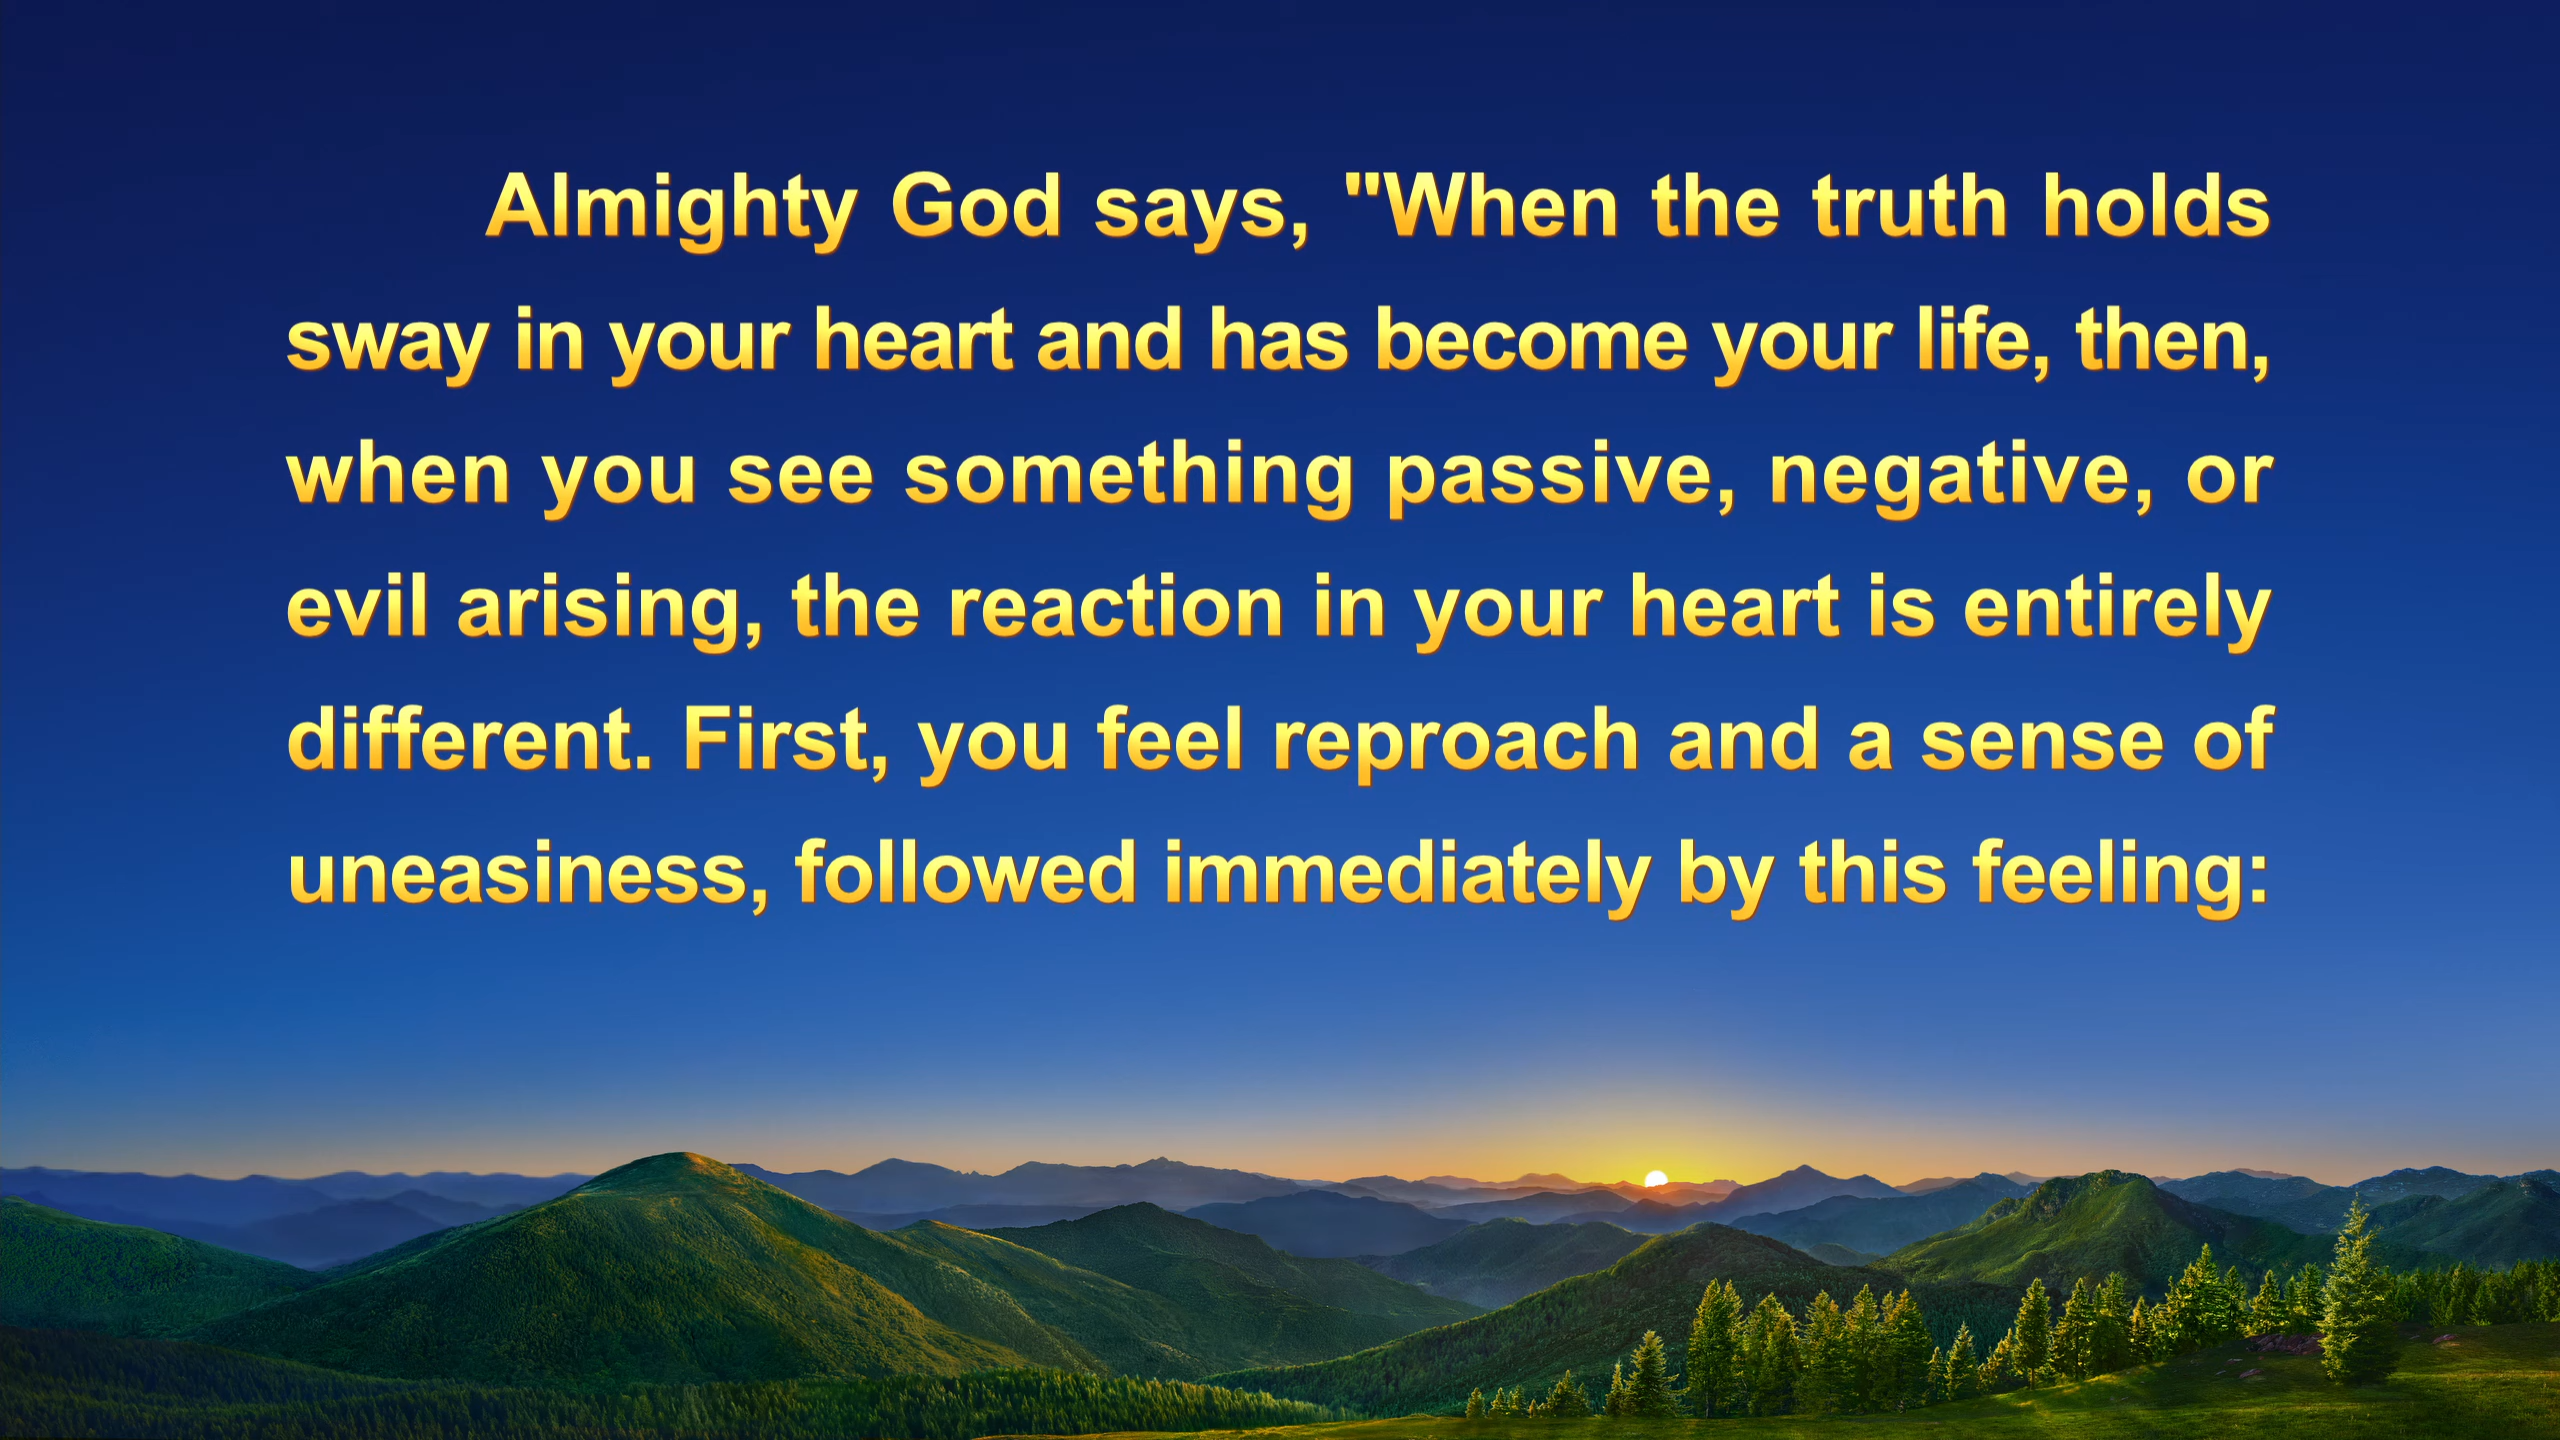 Almighty God says, "When the truth holds
sway in your heart and has become your life, then,
when you see something passive, negative, or
evil arising, the reaction in your heart is entirely
different. First, you feel reproach and a sense of
uneasiness, followed immediately by this feeling: